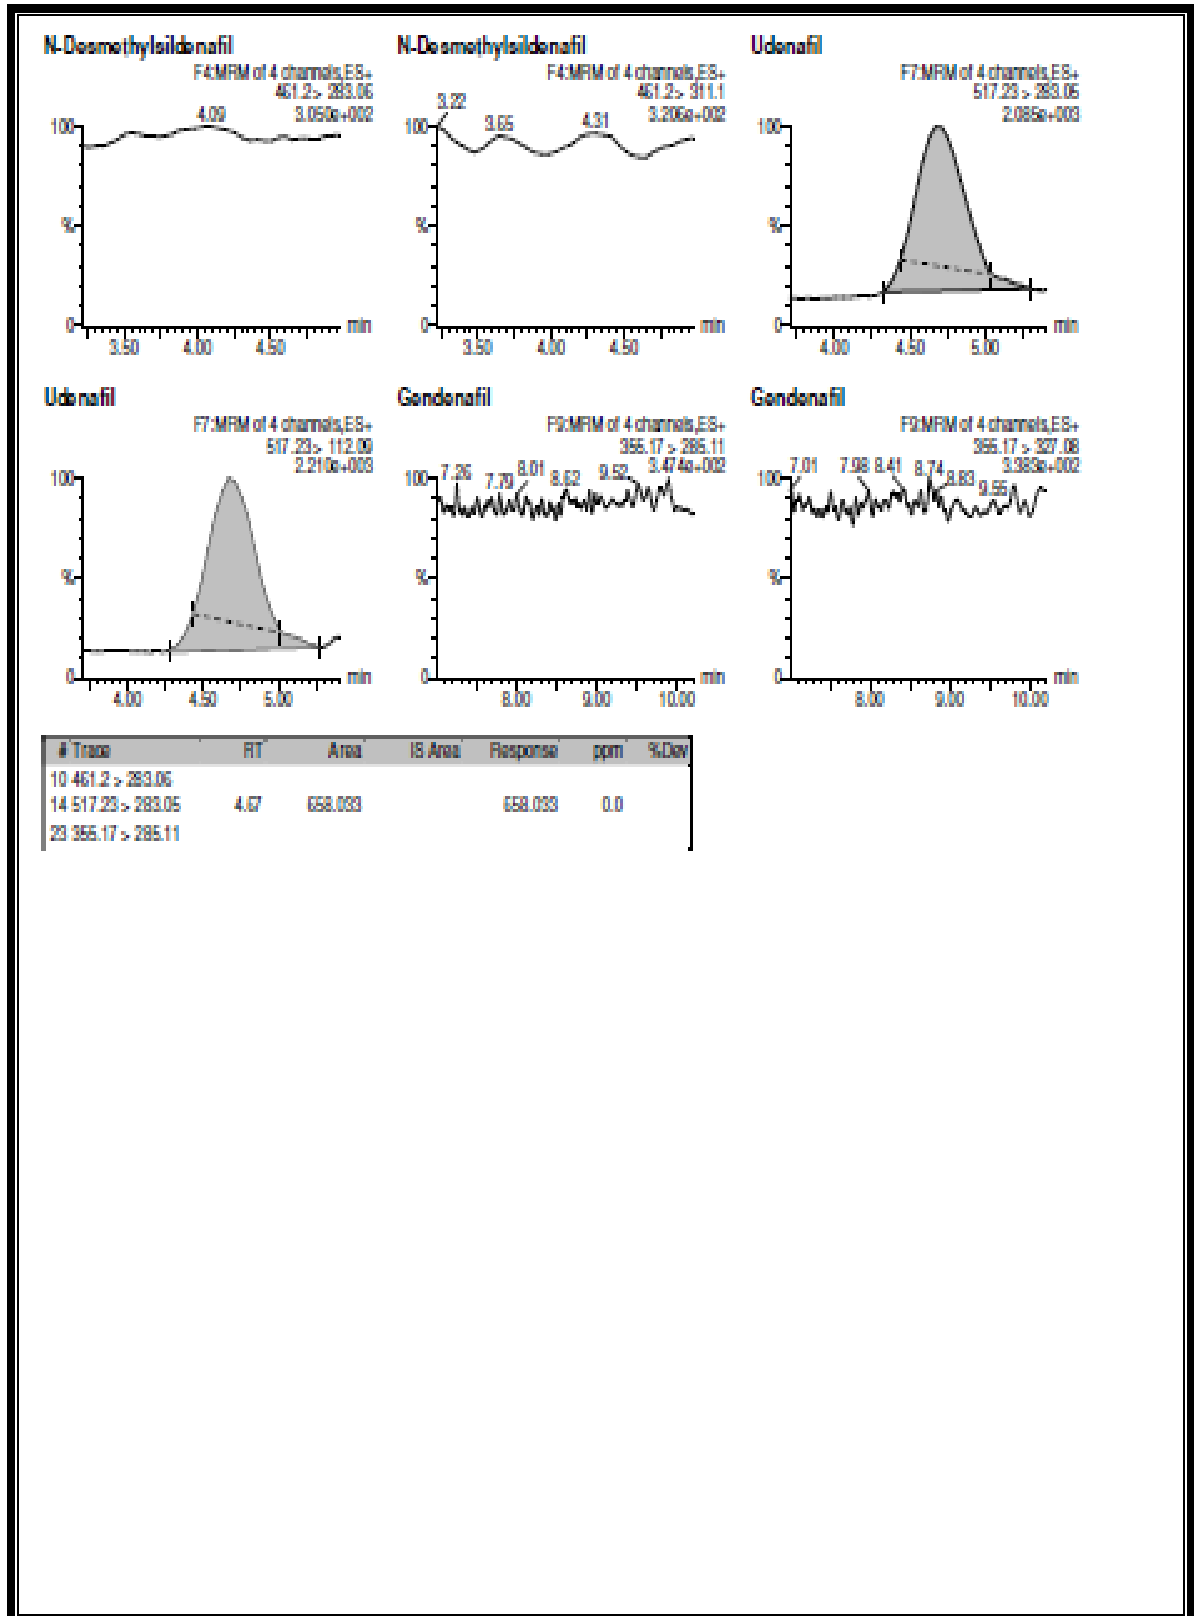 N-Desmethylsildenafil
F4:MRM of 4 channels,ES+
461.2 > 283.06
3.050e+002
4.09
100
%
0
min
3.50 4.00 4.50
N-Desmethylsildenafil
F4:MRM of 4 channels,ES+
461.2 > 311.1
3.206e+002
3.22
3.65
4.31
100
%
0
min
3.50 4.00 4.50
Udenafil
F7:MRM of 4 channels,ES+
517.23 > 283.05
2.085e+003
100
%
0
min
4.00 4.50 5.00
Udenafil
F7:MRM of 4 channels,ES+
517.23 > 112.09
2.210e+003
100
%
0
min
4.00 4.50 5.00
Gendenafil
F9:MRM of 4 channels,ES+
355.17 > 285.11
3.474e+002
7.26 7.79 8.01 8.62 9.52
100
%
0
min
8.00 9.00 10.00
Gendenafil
F9:MRM of 4 channels,ES+
355.17 > 327.08
3.383e+002
7.01 7.98 8.41 8.74 8.83 9.55
100
%
0
min
8.00 9.00 10.00
# Trace RT Area IS Area Response ppm %Dev
10 461.2 > 283.06
14 517.23 > 283.05 4.67 658.033 658.033 0.0
23 355.17 > 285.11